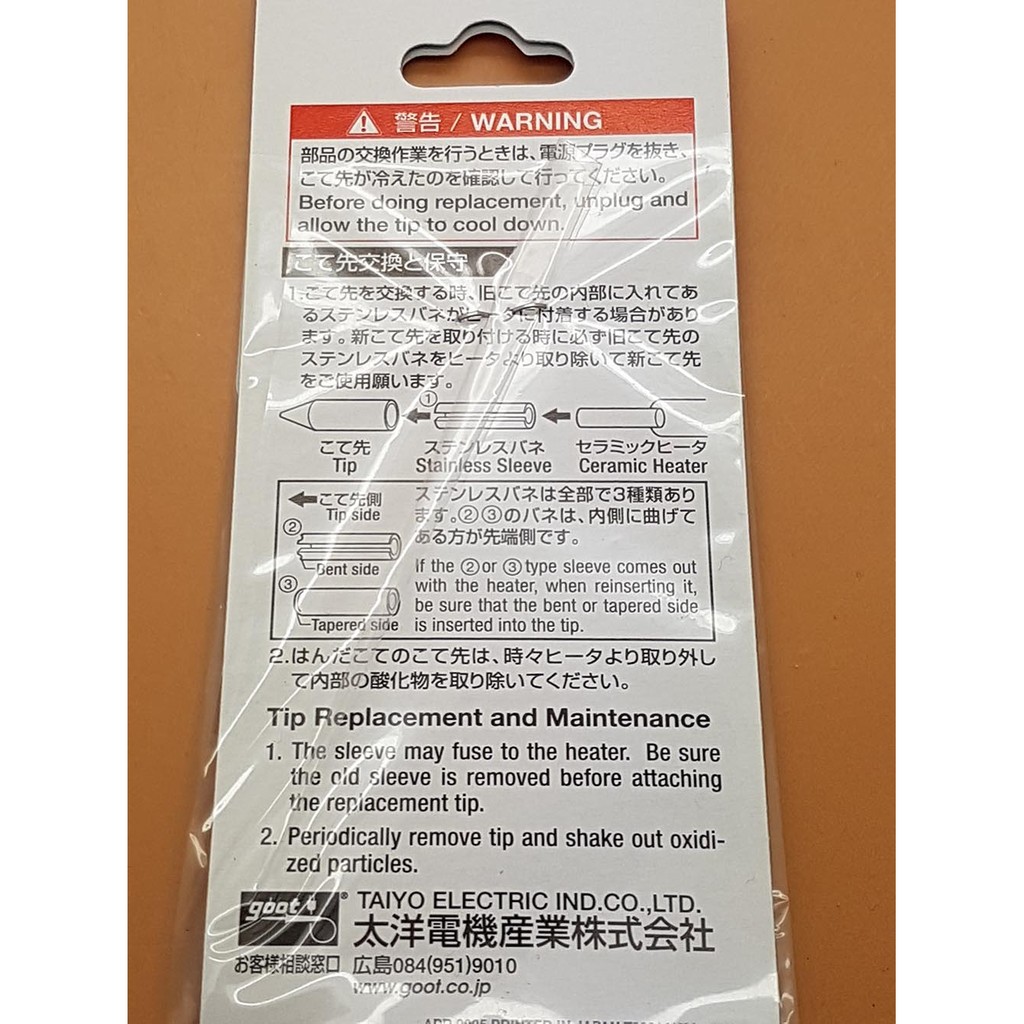 警告 / WARNING
部品の交換作業を行うときは、電源プラグを抜き、
こて先が冷えたのを確認して行ってください。
Before doing replacement, unplug and
allow the tip to cool down.
こて先交換と保守
1.こて先を交換する時、旧こて先の内部に入れてあ
るステンレスバネがヒータに付着する場合があり
ます。新こて先を取り付ける時に必ず旧こて先の
ステンレスバネをヒータより取り除いて新こて先
をご使用願います。
①
こて先
Tip
ステンレスバネ
Stainless Sleeve
セラミックヒータ
Ceramic Heater
こて先側
Tip side
②
Bent side
③
Tapered side
ステンレスバネは全部で3種類あり
ます。②③のバネは、内側に曲げて
ある方が先端側です。
If the ②or ③type sleeve comes out
with the heater, when reinserting it,
be sure that the bent or tapered side
is inserted into the tip.
2.はんだこてのこて先は、時々ヒータより取り外し
て内部の酸化物を取り除いてください。
Tip Replacement and Maintenance
1. The sleeve may fuse to the heater. Be sure
the old sleeve is removed before attaching
the replacement tip.
2. Periodically remove tip and shake out oxidi-
zed particles.
goot®
TAIYO ELECTRIC IND.CO.,LTD.
太洋電機産業株式会社
お客様相談窓口 広島084(951)9010
www.goot.co.jp